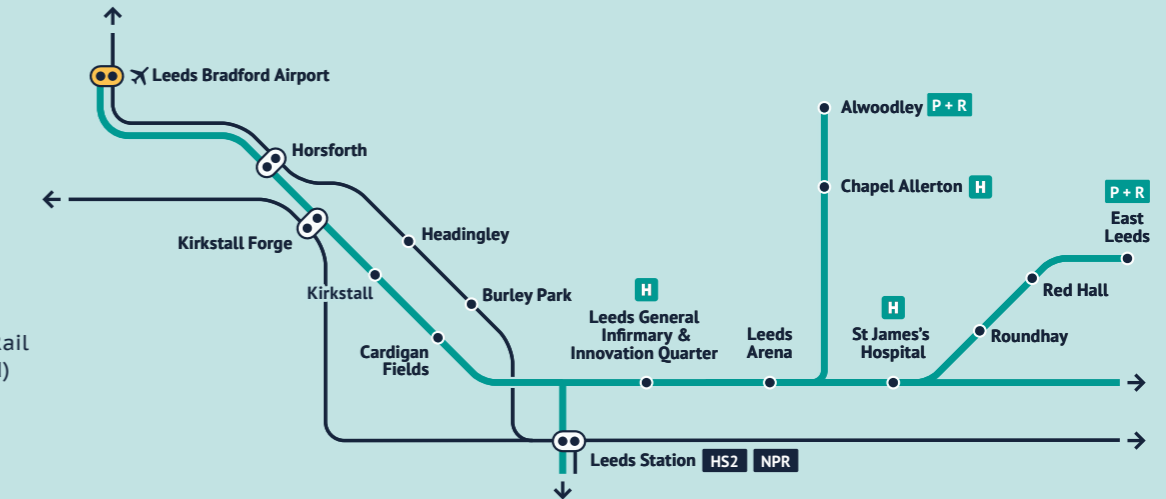 Leeds Bradford Airport
Horsforth
Kirkstall Forge
Headingley
Kirkstall
Burley Park
Cardigan
Fields
H
Leeds General
Infirmary &
Innovation Quarter
Leeds
Arena
Alwoodley P + R
Chapel Allerton H
H
St James's
Hospital
P + R
East
Leeds
Red Hall
Roundhay
Leeds Station HS2 NPR